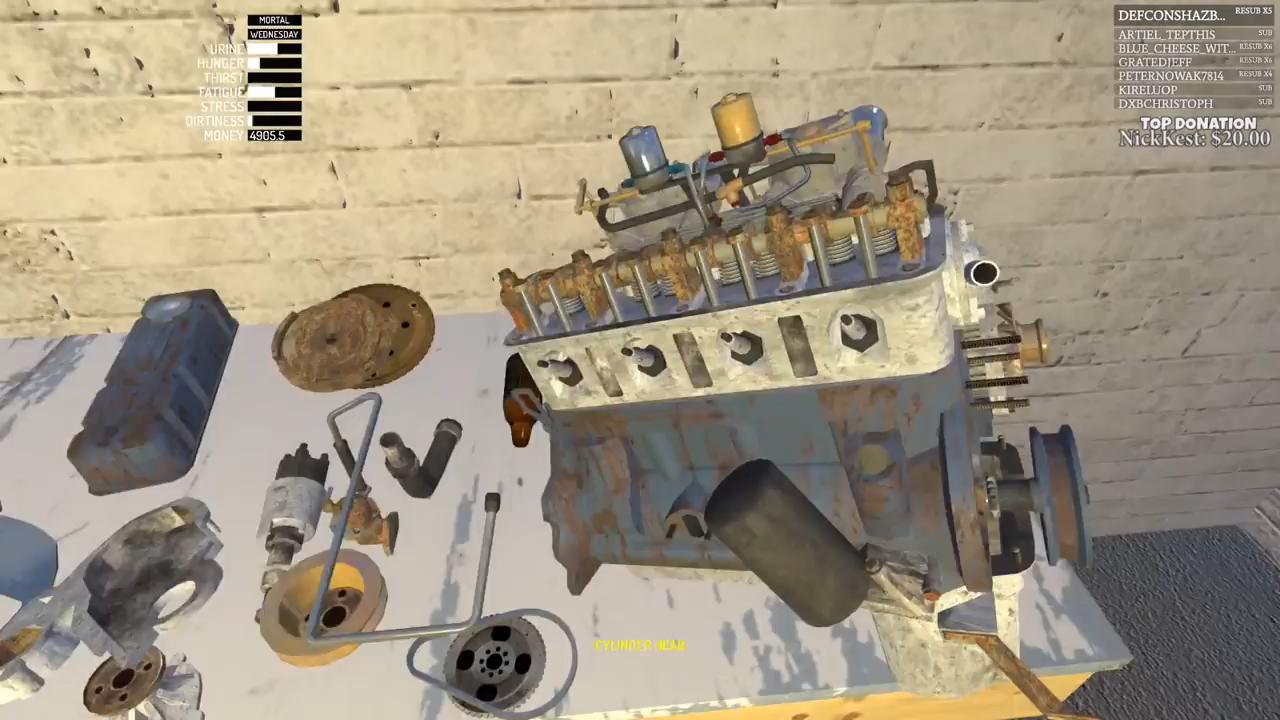 MORTAL
WEDNESDAY
URINE
HUNGER
THIRST
FATIGUE
STRESS
DIRTINESS
MONEY 4905.5
DEFCONSHAZB... RESUB X5
ARTIEL_TEPTHIS SUB
BLUE_CHEESE_WIT... RESUB X6
GRATEDJEFF RESUB X6
PETERNOWAK7814 RESUB X4
KIRELUOP SUB
DXBCHRISTOPH SUB
TOP DONATION
NickKest: $20.00
CYLINDER HEAD